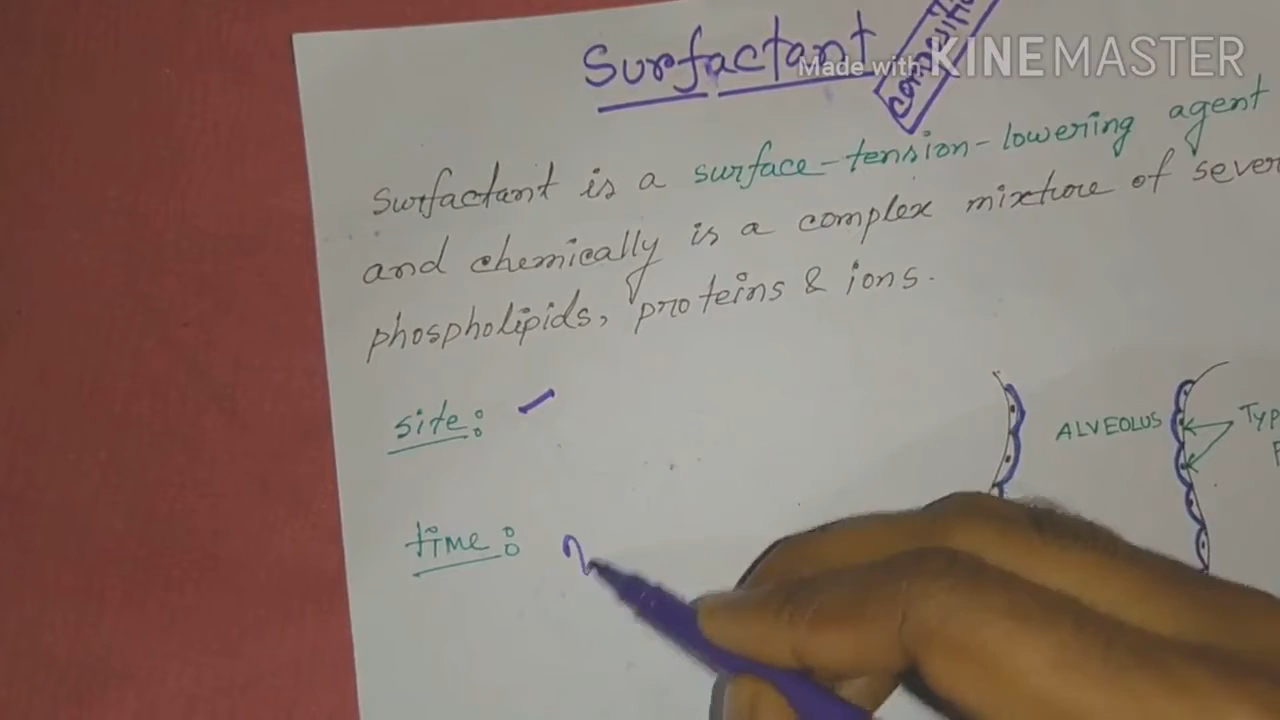 Surfactant
Made with KINEMASTER
surfactant is a surface-tension-lowering agent
and chemically is a complex mixture of sever
phospholipids, proteins & ions.
site:
ALVEOLUS
Typ
time: